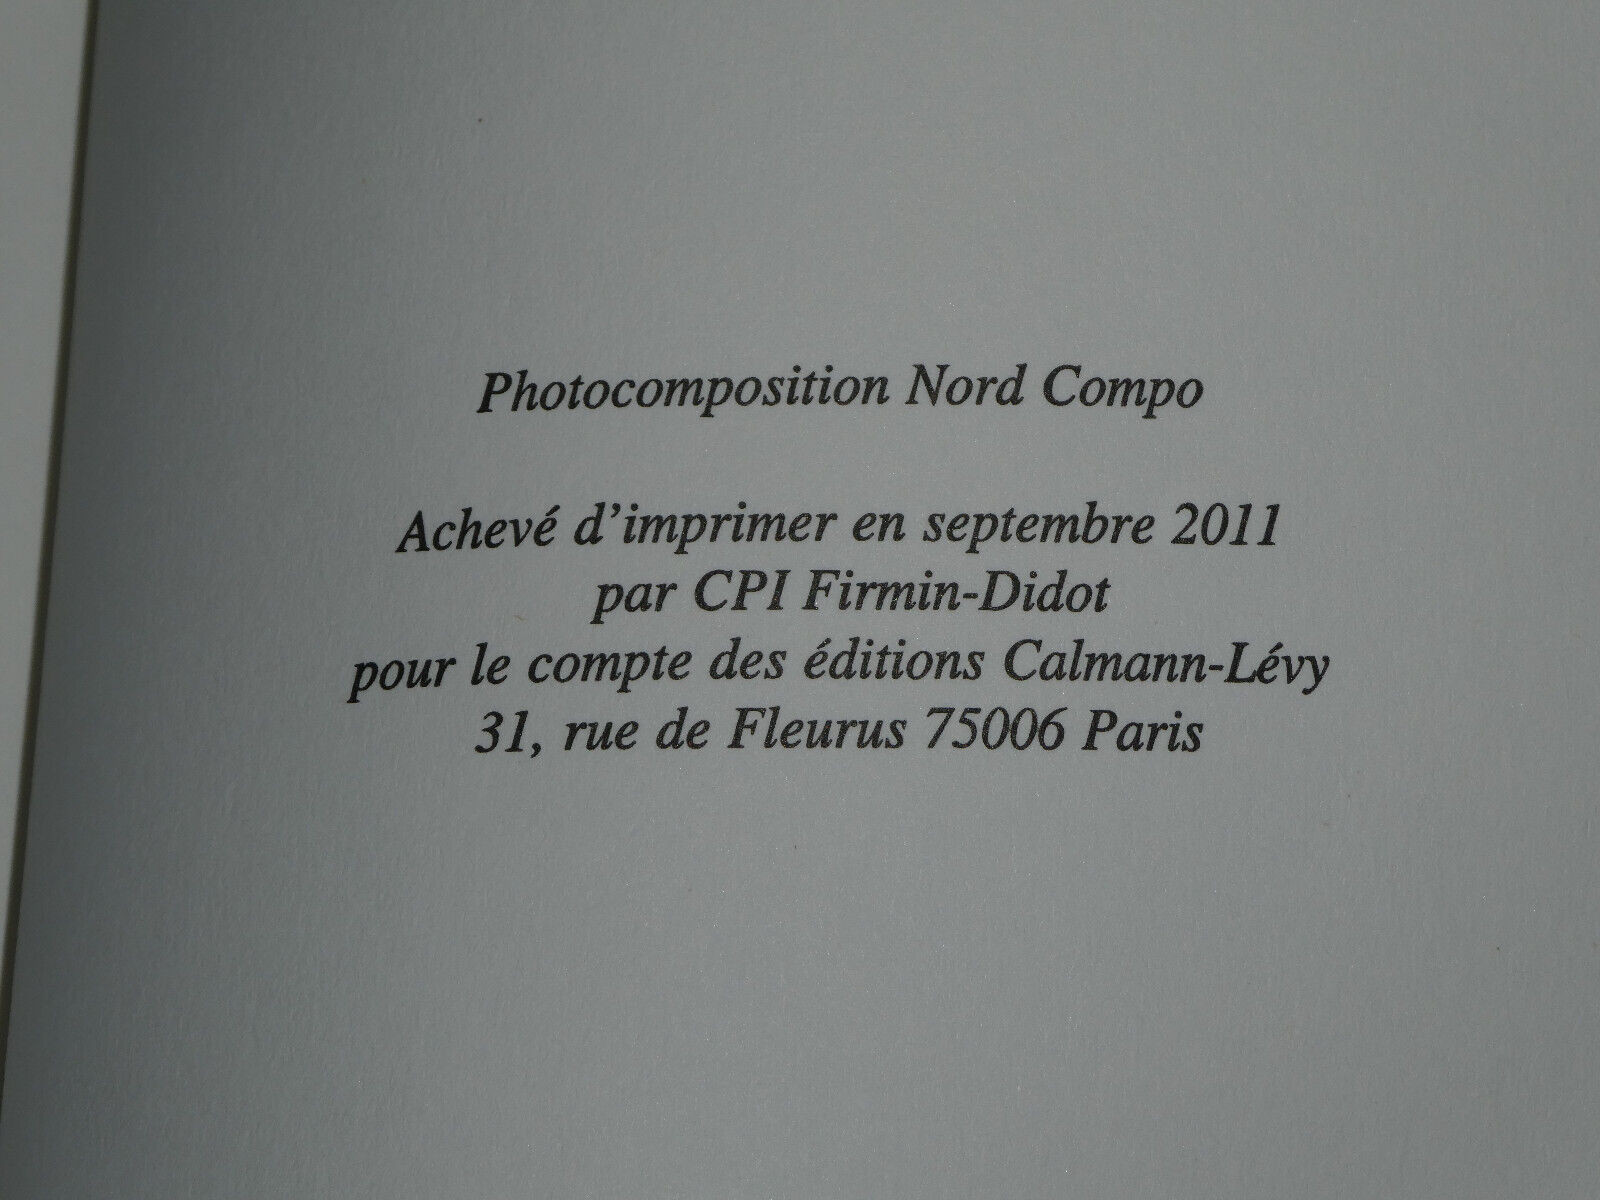 Photocomposition Nord Compo
Achevé d'imprimer en septembre 2011
par CPI Firmin-Didot
pour le compte des éditions Calmann-Lévy
31, rue de Fleurus 75006 Paris